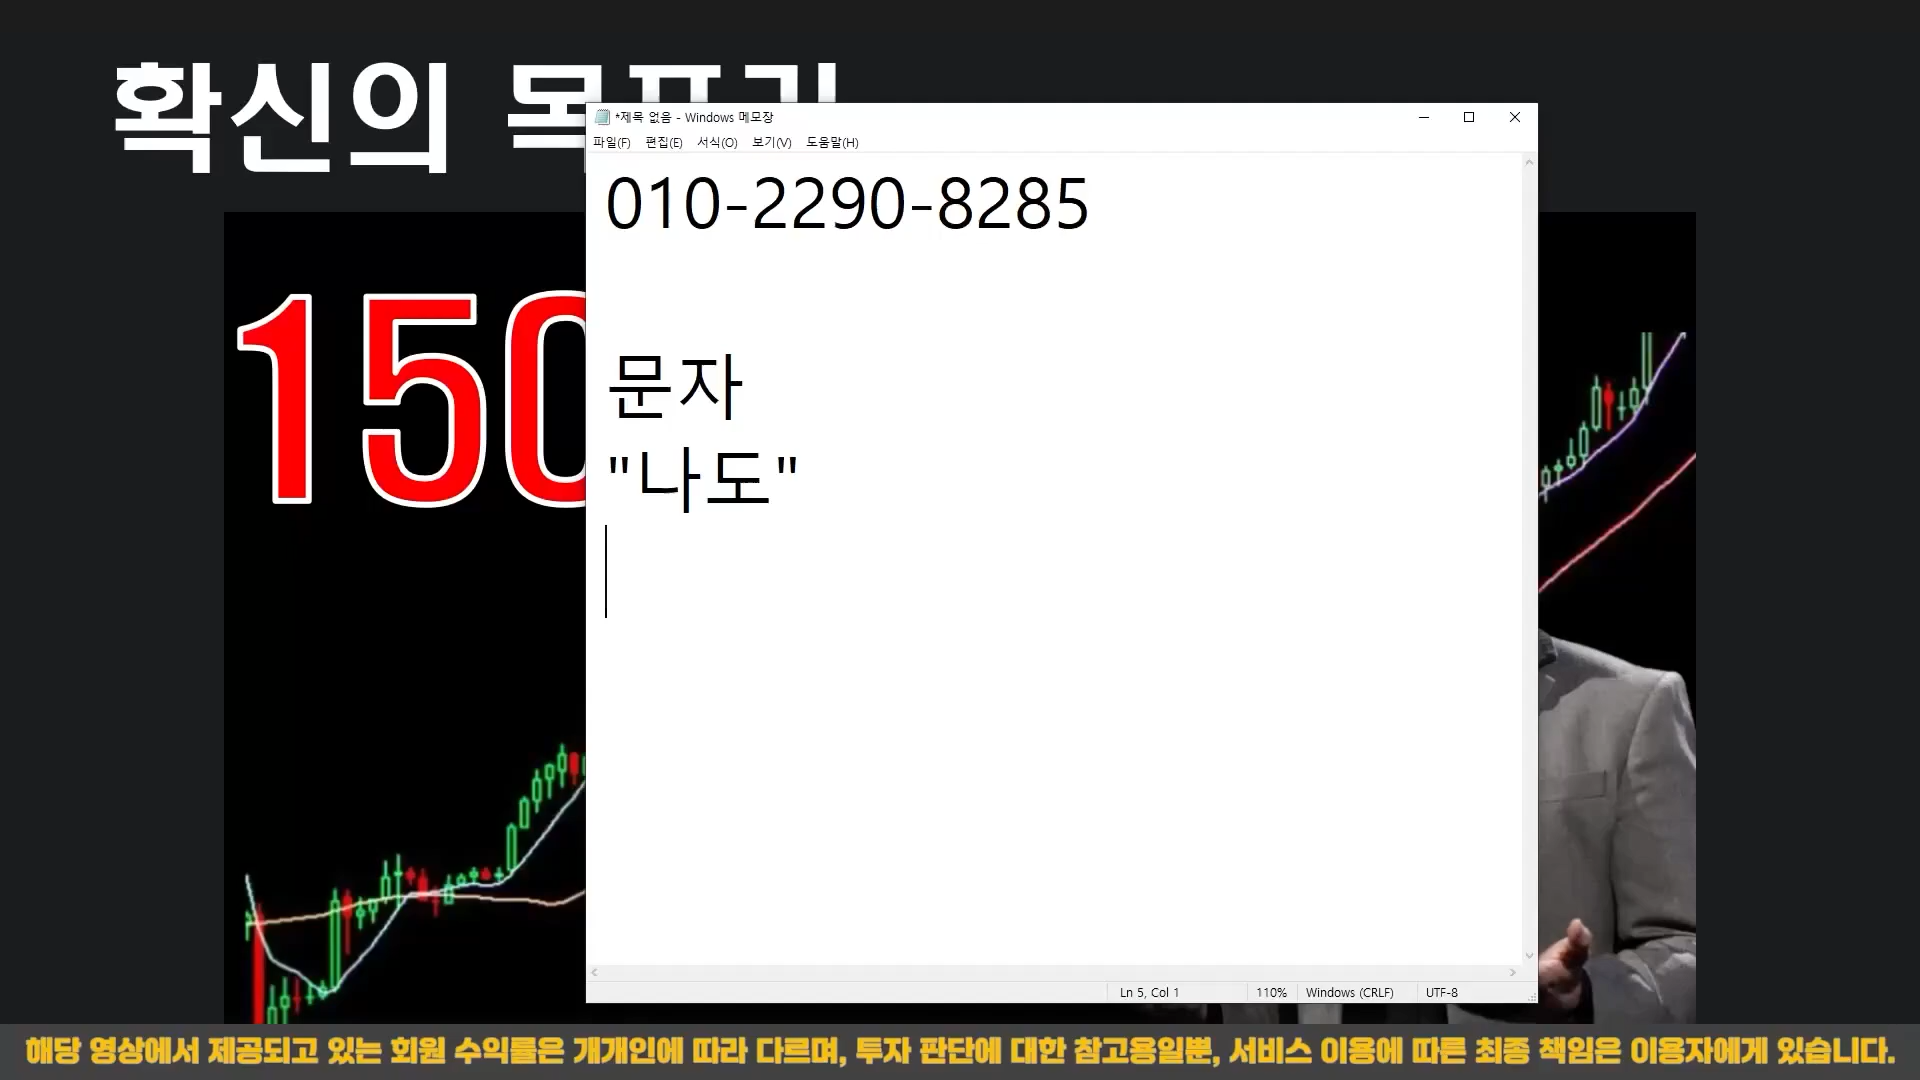 확신의
*제목 없음 - Windows 메모장
파일(F) 편집(E) 서식(O) 보기(V) 도움말(H)
010-2290-8285
150
문자
"나도"
Ln 5, Col 1 110% Windows (CRLF) UTF-8
해당 영상에서 제공되고 있는 회원 수익률은 개개인에 따라 다르며, 투자 판단에 대한 참고용일뿐, 서비스 이용에 따른 최종 책임은 이용자에게 있습니다.